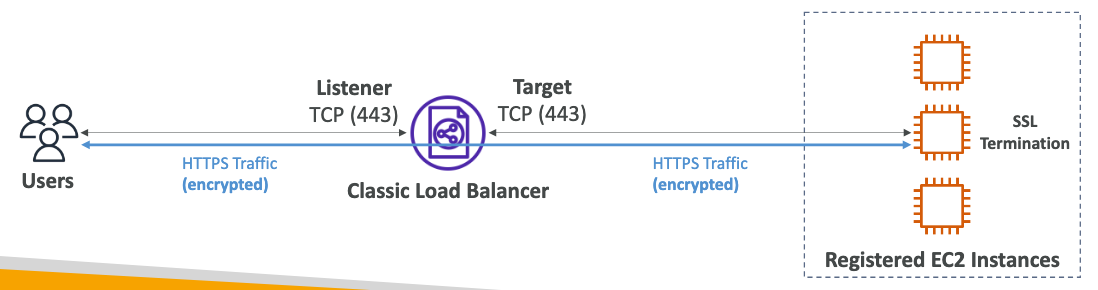 Listener
TCP (443)
Target
TCP (443)
SSL
Termination
HTTPS Traffic
(encrypted)
HTTPS Traffic
(encrypted)
Users
Classic Load Balancer
Registered EC2 Instances